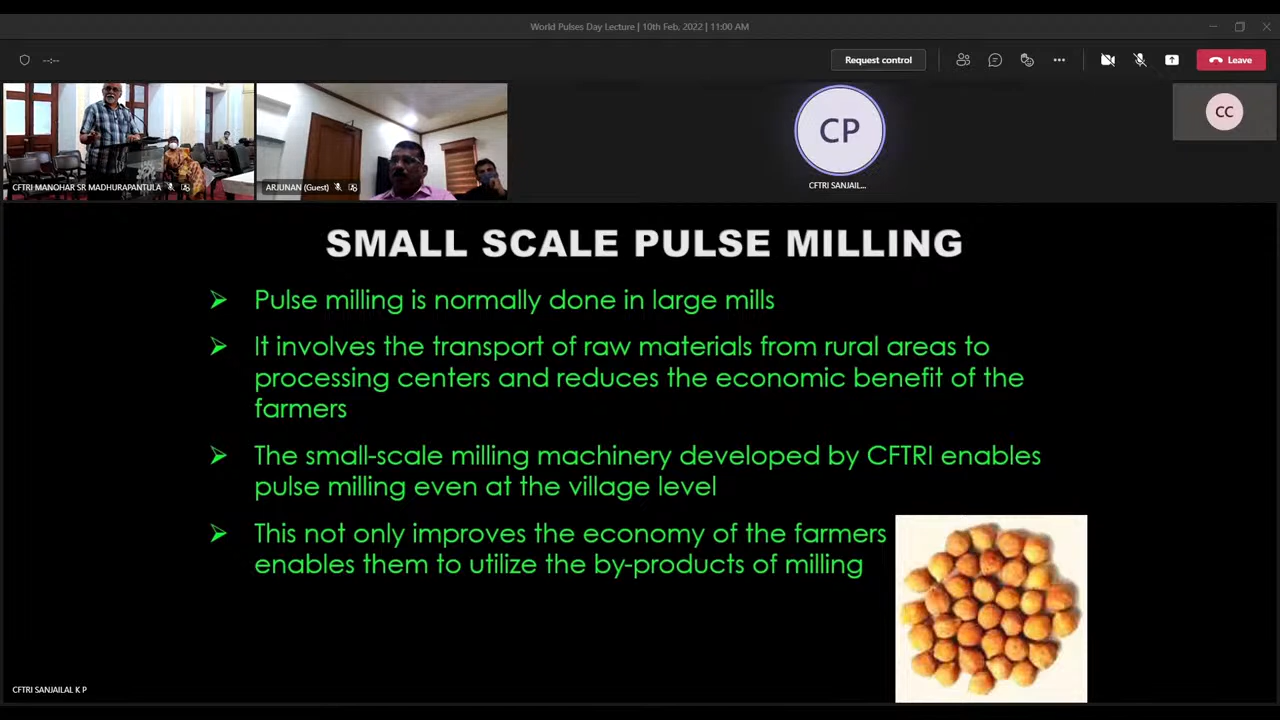 World Pulses Day Lecture | 10th Feb, 2022 | 11:00 AM
--:--
Request control
Leave
CP
CC
CFTRI MANOHAR SR MADHURAPANTULA
ARJUNAN (Guest)
CFTRI SANJAIL...
SMALL SCALE PULSE MILLING
Pulse milling is normally done in large mills
It involves the transport of raw materials from rural areas to
processing centers and reduces the economic benefit of the
farmers
The small-scale milling machinery developed by CFTRI enables
pulse milling even at the village level
This not only improves the economy of the farmers
enables them to utilize the by-products of milling
CFTRI SANJAILAL K P